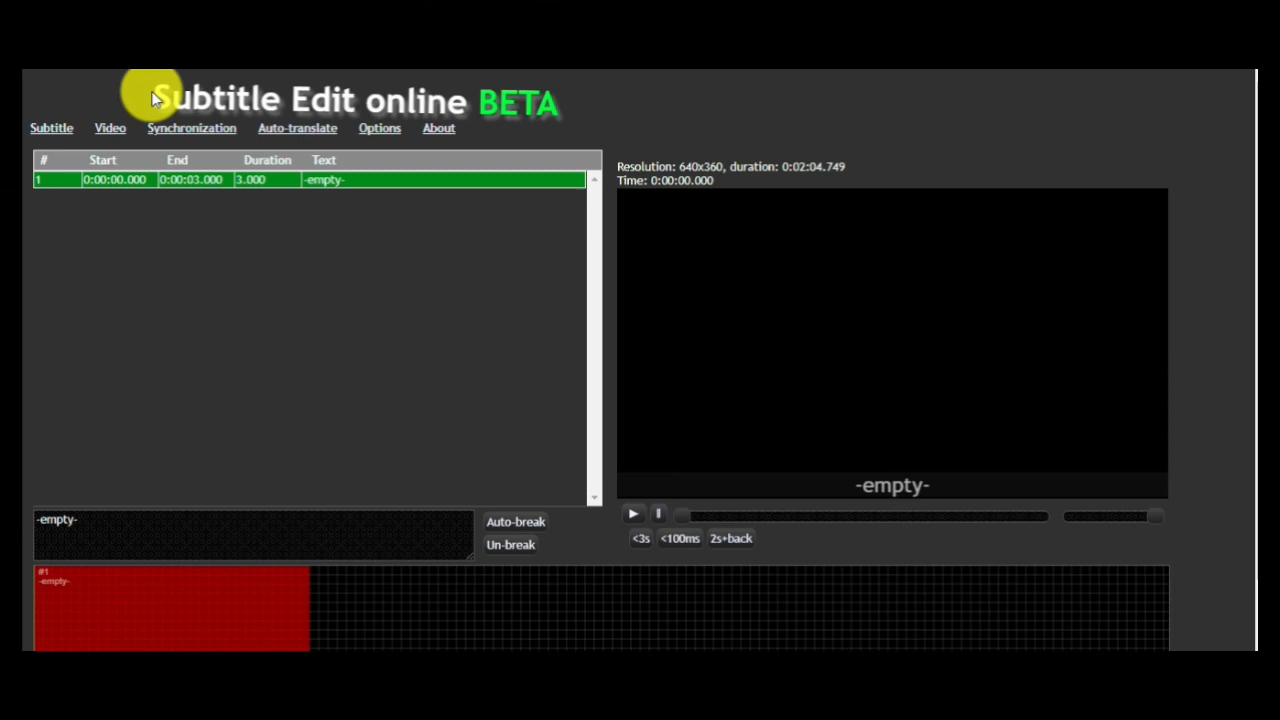 Subtitle Edit online BETA
Subtitle Video Synchronization Auto-translate Options About
# Start End Duration Text
1 0:00:00.000 0:00:03.000 3.000 -empty-
Resolution: 640x360, duration: 0:02:04.749
Time: 0:00:00.000
-empty-
-empty-
Auto-break
Un-break
<3s <100ms 2s+back
#1
-empty-